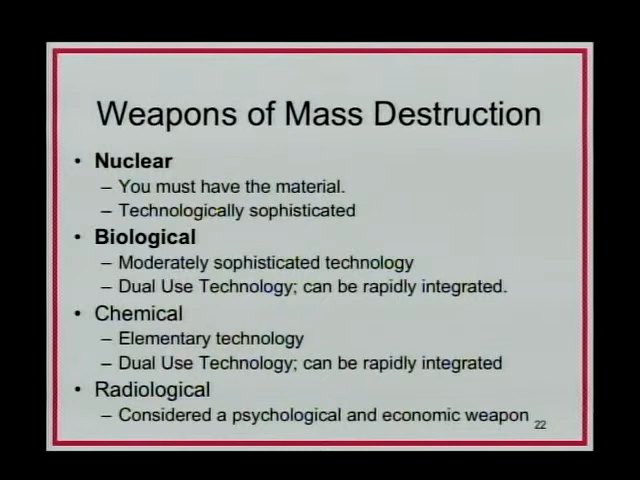 Weapons of Mass Destruction
• Nuclear
– You must have the material.
– Technologically sophisticated
• Biological
– Moderately sophisticated technology
– Dual Use Technology; can be rapidly integrated.
• Chemical
– Elementary technology
– Dual Use Technology; can be rapidly integrated
• Radiological
– Considered a psychological and economic weapon
22